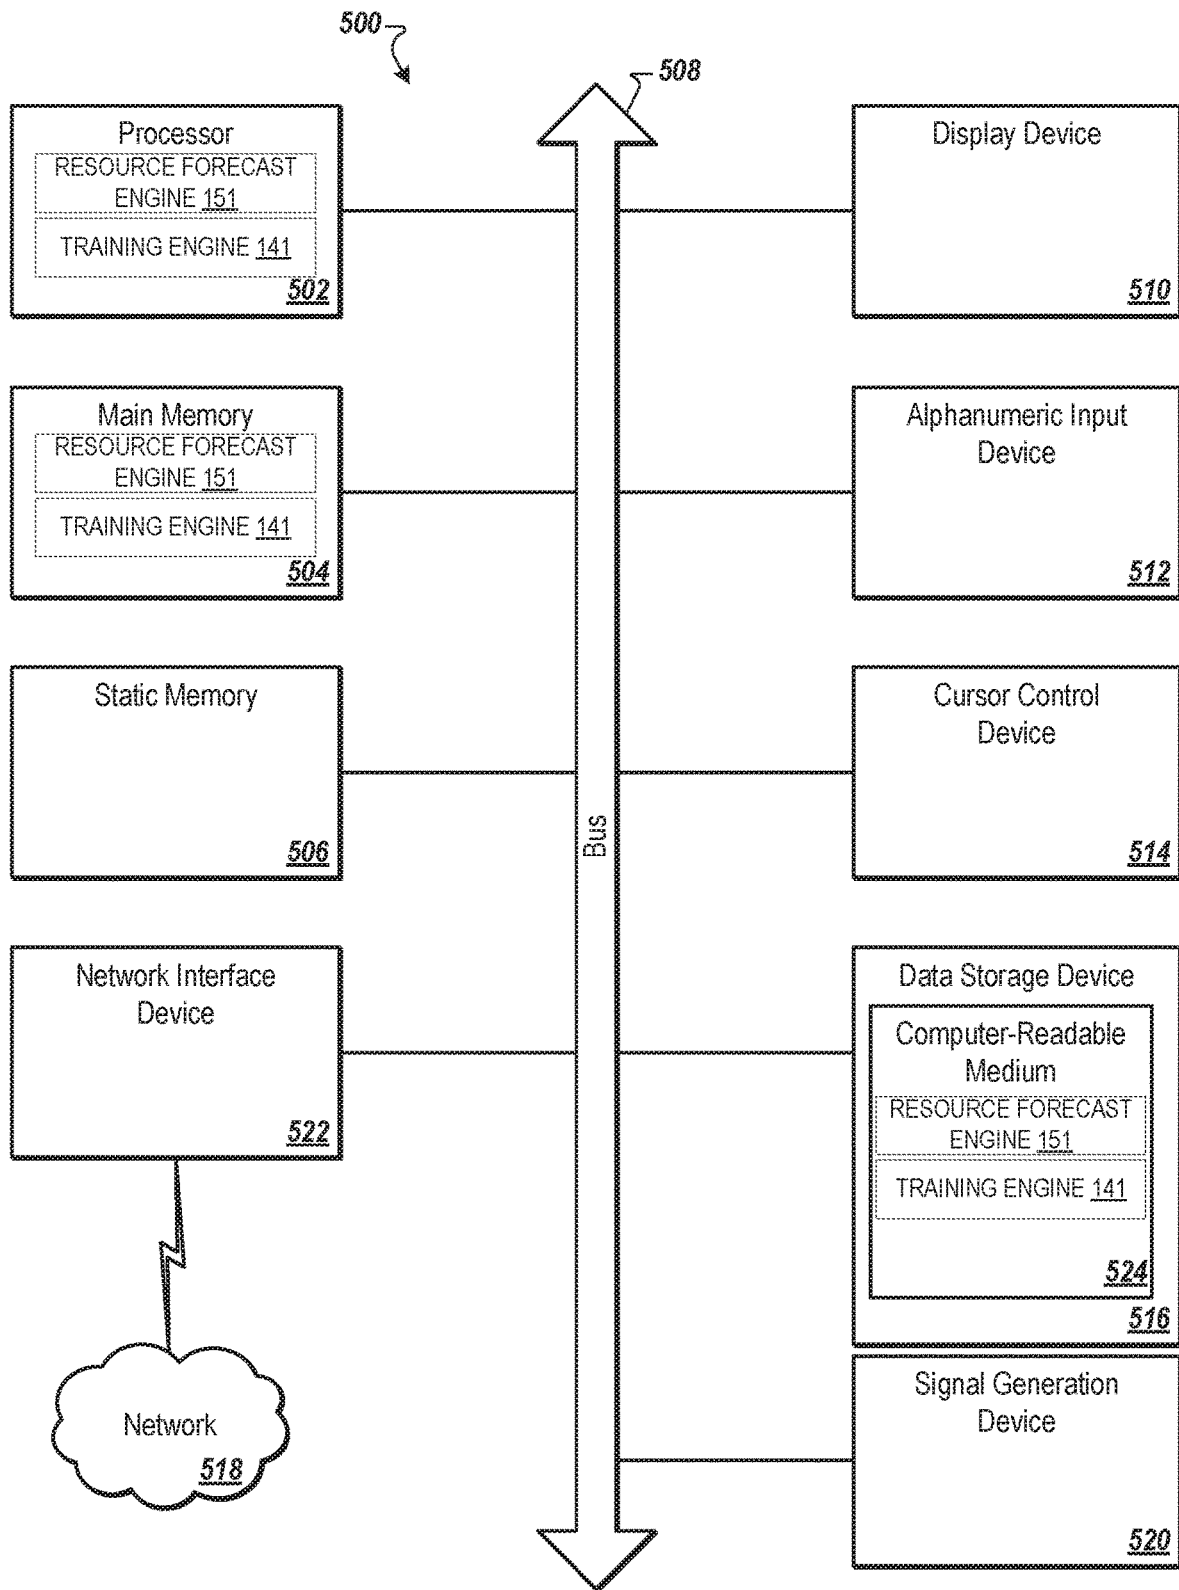 500
508
Processor
RESOURCE FORECAST
ENGINE 151
TRAINING ENGINE 141
502
Display Device
510
Main Memory
RESOURCE FORECAST
ENGINE 151
TRAINING ENGINE 141
504
Alphanumeric Input
Device
512
Static Memory
506
Cursor Control
Device
514
Bus
Network Interface
Device
522
Data Storage Device
Computer-Readable
Medium
RESOURCE FORECAST
ENGINE 151
TRAINING ENGINE 141
524
516
Network
518
Signal Generation
Device
520